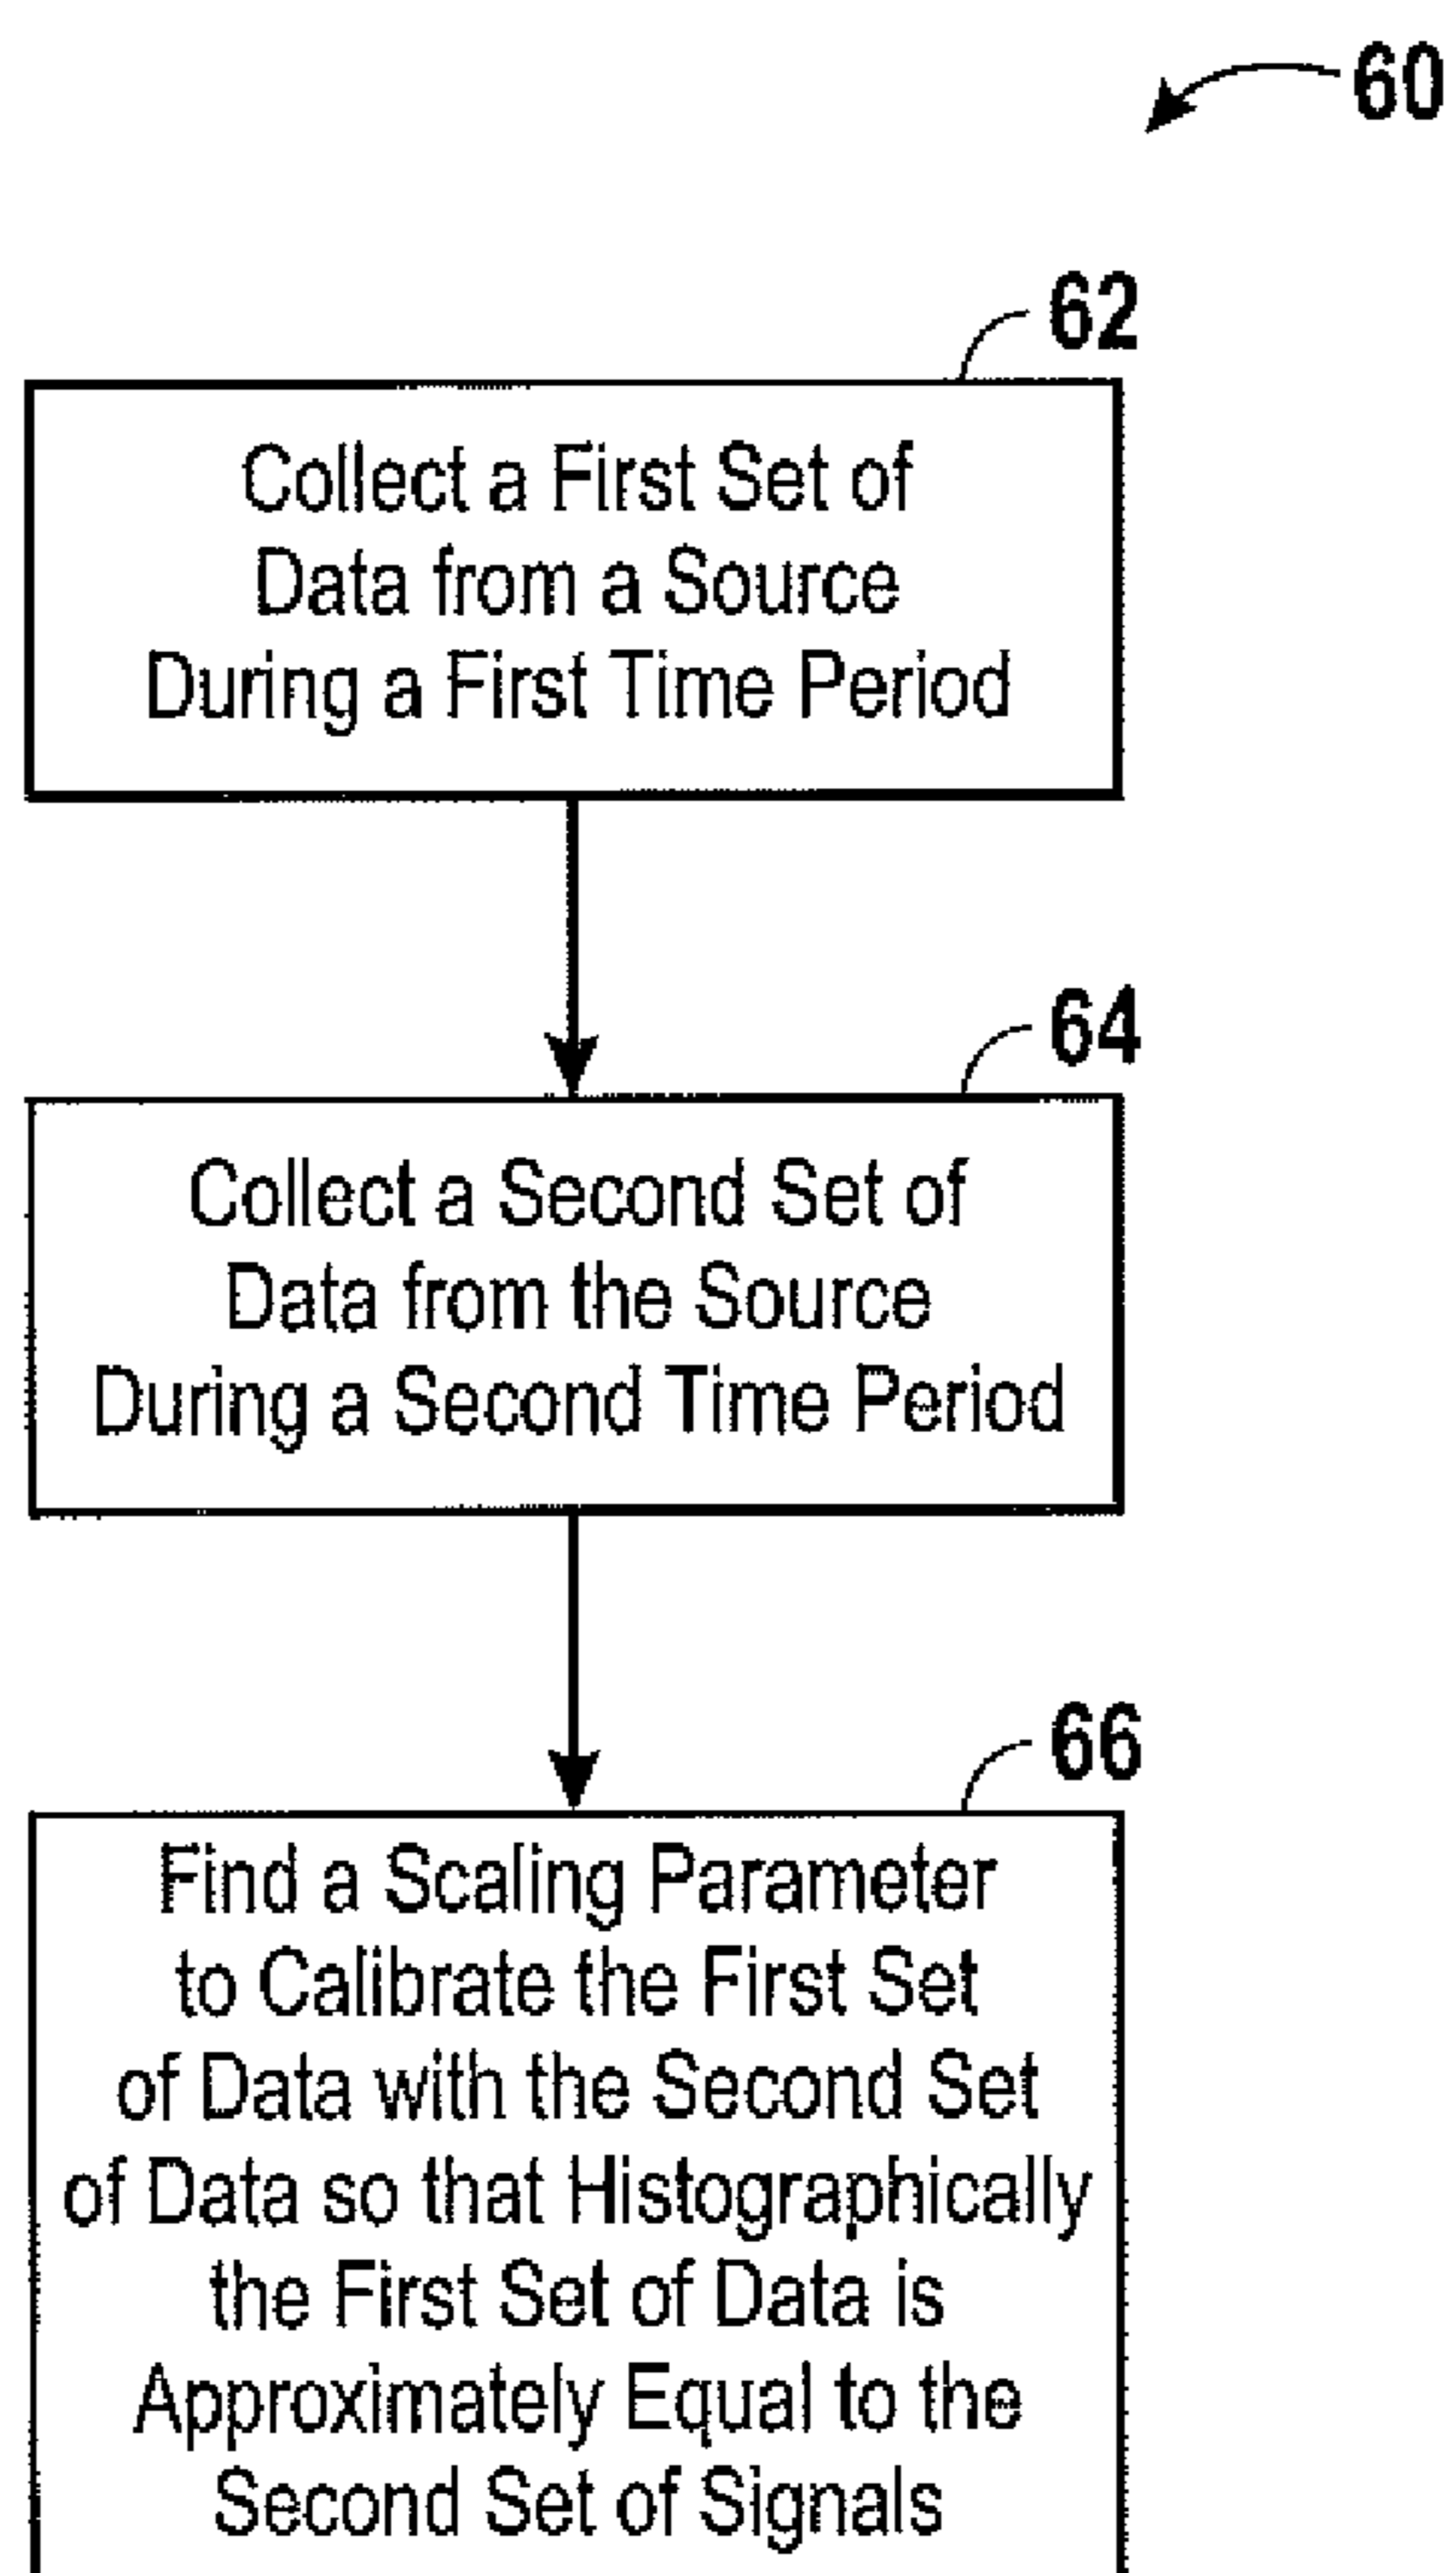 60
62
Collect a First Set of
Data from a Source
During a First Time Period
64
Collect a Second Set of
Data from the Source
During a Second Time Period
66
Find a Scaling Parameter
to Calibrate the First Set
of Data with the Second Set
of Data so that Histographically
the First Set of Data is
Approximately Equal to the
Second Set of Signals